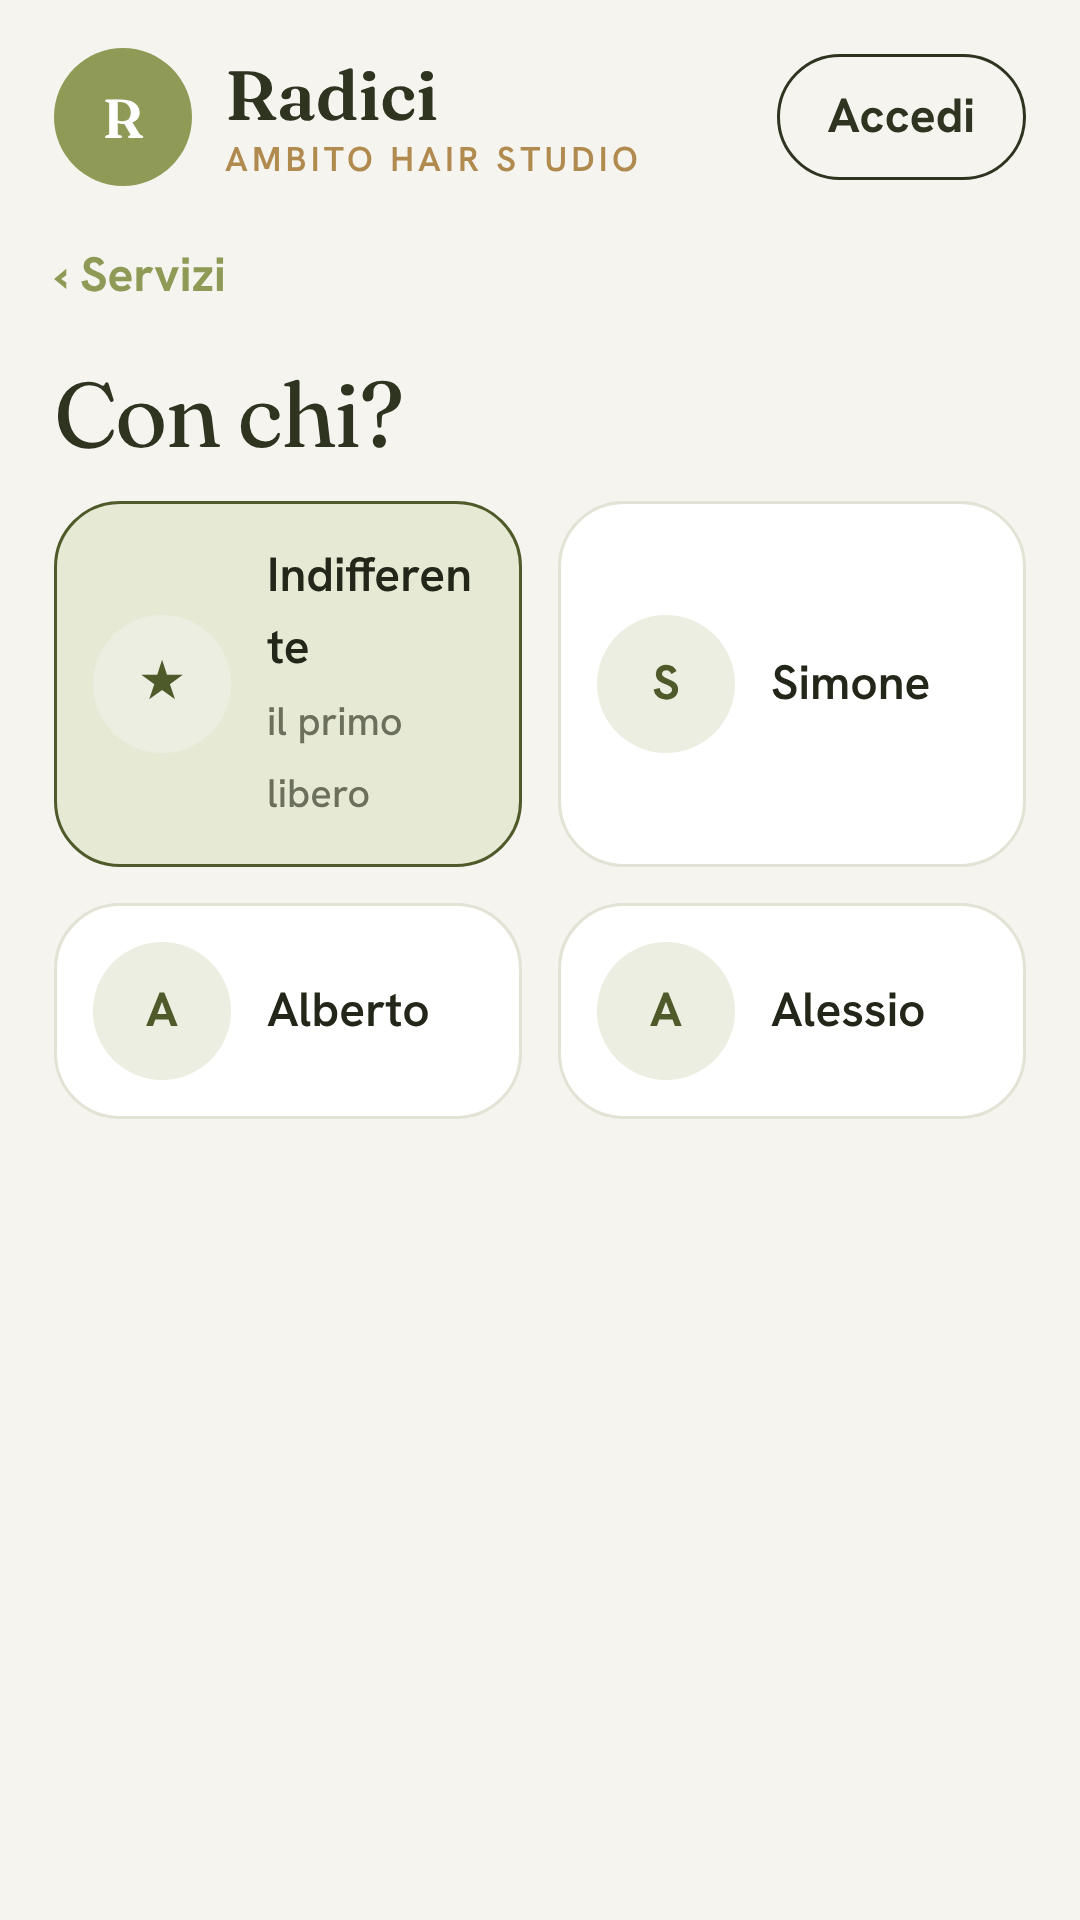 R
Radici
AMBITO HAIR STUDIO
Accedi
‹ Servizi
Con chi?
★
Indifferen
te
il primo
libero
S
Simone
A
Alberto
A
Alessio